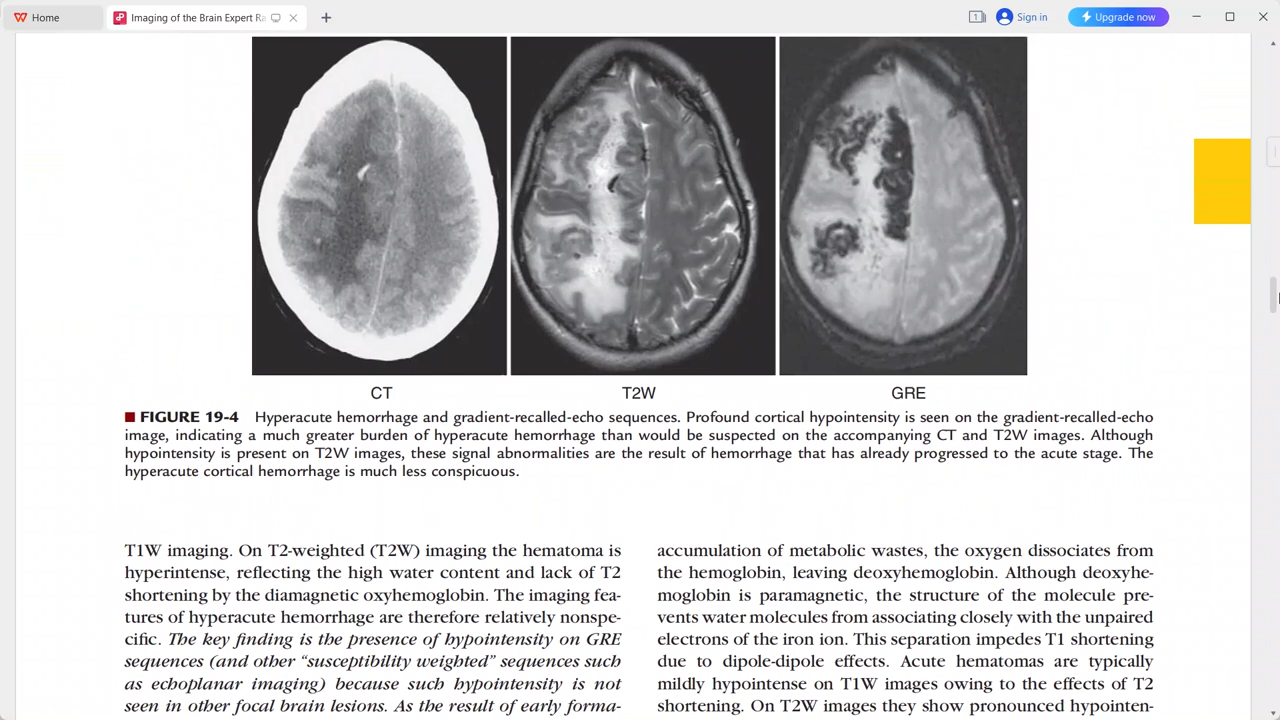 Home
Imaging of the Brain Expert Ra
1
Sign in
Upgrade now
CT
T2W
GRE
■ FIGURE 19-4 Hyperacute hemorrhage and gradient-recalled-echo sequences. Profound cortical hypointensity is seen on the gradient-recalled-echo
image, indicating a much greater burden of hyperacute hemorrhage than would be suspected on the accompanying CT and T2W images. Although
hypointensity is present on T2W images, these signal abnormalities are the result of hemorrhage that has already progressed to the acute stage. The
hyperacute cortical hemorrhage is much less conspicuous.
T1W imaging. On T2-weighted (T2W) imaging the hematoma is
hyperintense, reflecting the high water content and lack of T2
shortening by the diamagnetic oxyhemoglobin. The imaging fea-
tures of hyperacute hemorrhage are therefore relatively nonspe-
cific. The key finding is the presence of hypointensity on GRE
sequences (and other “susceptibility weighted” sequences such
as echoplanar imaging) because such hypointensity is not
seen in other focal brain lesions. As the result of early forma-
accumulation of metabolic wastes, the oxygen dissociates from
the hemoglobin, leaving deoxyhemoglobin. Although deoxyhe-
moglobin is paramagnetic, the structure of the molecule pre-
vents water molecules from associating closely with the unpaired
electrons of the iron ion. This separation impedes T1 shortening
due to dipole-dipole effects. Acute hematomas are typically
mildly hypointense on T1W images owing to the effects of T2
shortening. On T2W images they show pronounced hypointen-